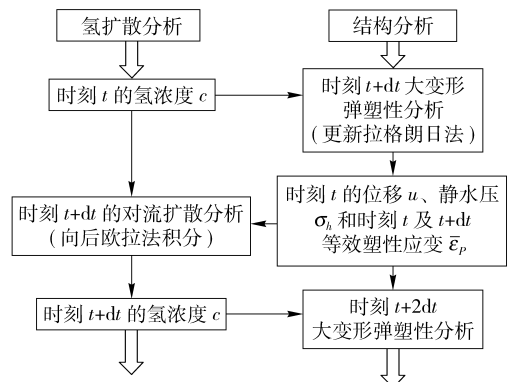 氢扩散分析
结构分析
时刻 t 的氢浓度 c
时刻 t+dt 大变形
弹塑性分析
(更新拉格朗日法)
时刻 t 的位移 u、静水压
σh 和时刻 t 及 t+dt
等效塑性应变 ε̄P
时刻 t+dt 的对流扩散分析
(向后欧拉法积分)
时刻 t+dt 的氢浓度 c
时刻 t+2dt
大变形弹塑性分析